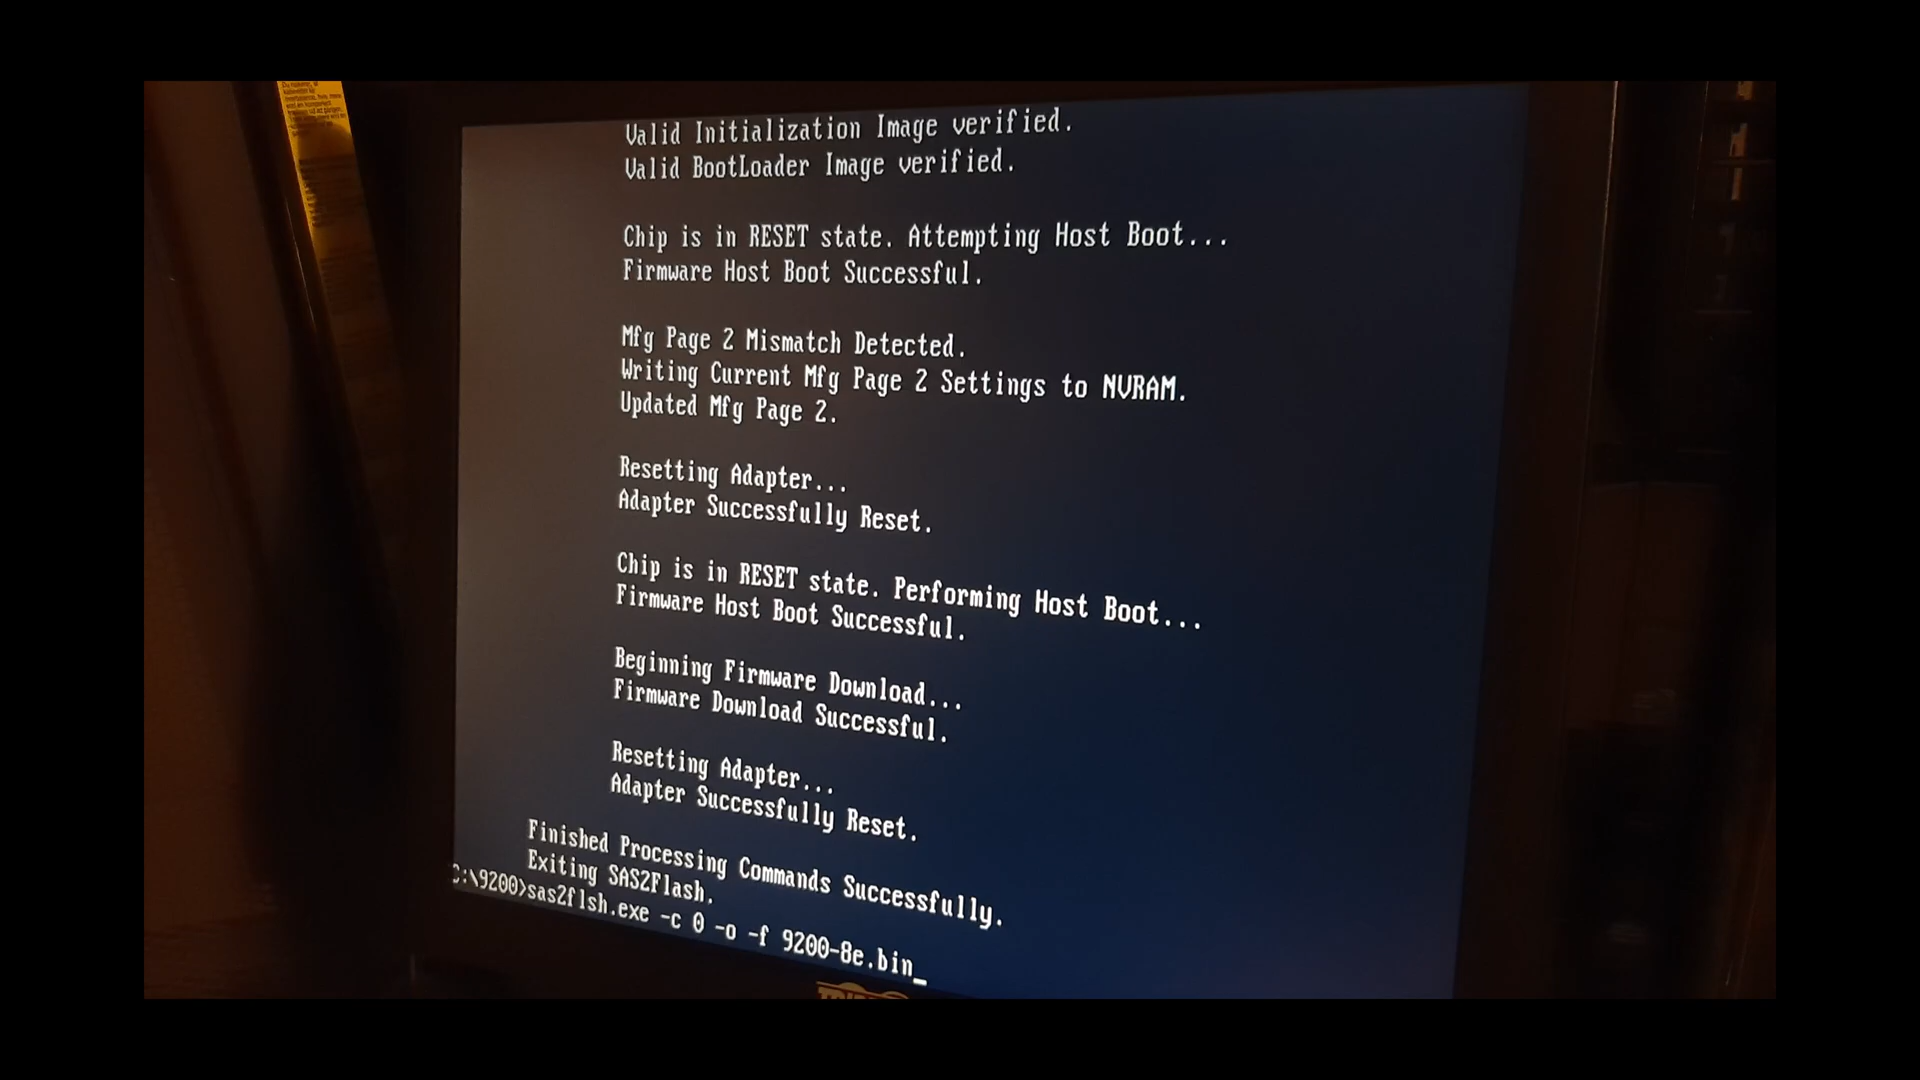 Valid Initialization Image verified.
Valid BootLoader Image verified.
Chip is in RESET state. Attempting Host Boot...
Firmware Host Boot Successful.
Mfg Page 2 Mismatch Detected.
Writing Current Mfg Page 2 Settings to NVRAM.
Updated Mfg Page 2.
Resetting Adapter...
Adapter Successfully Reset.
Chip is in RESET state. Performing Host Boot...
Firmware Host Boot Successful.
Beginning Firmware Download...
Firmware Download Successful.
Resetting Adapter...
Adapter Successfully Reset.
Finished Processing Commands Successfully.
Exiting SAS2Flash.
C:\9200>sas2flsh.exe -c 0 -o -f 9200-8e.bin_